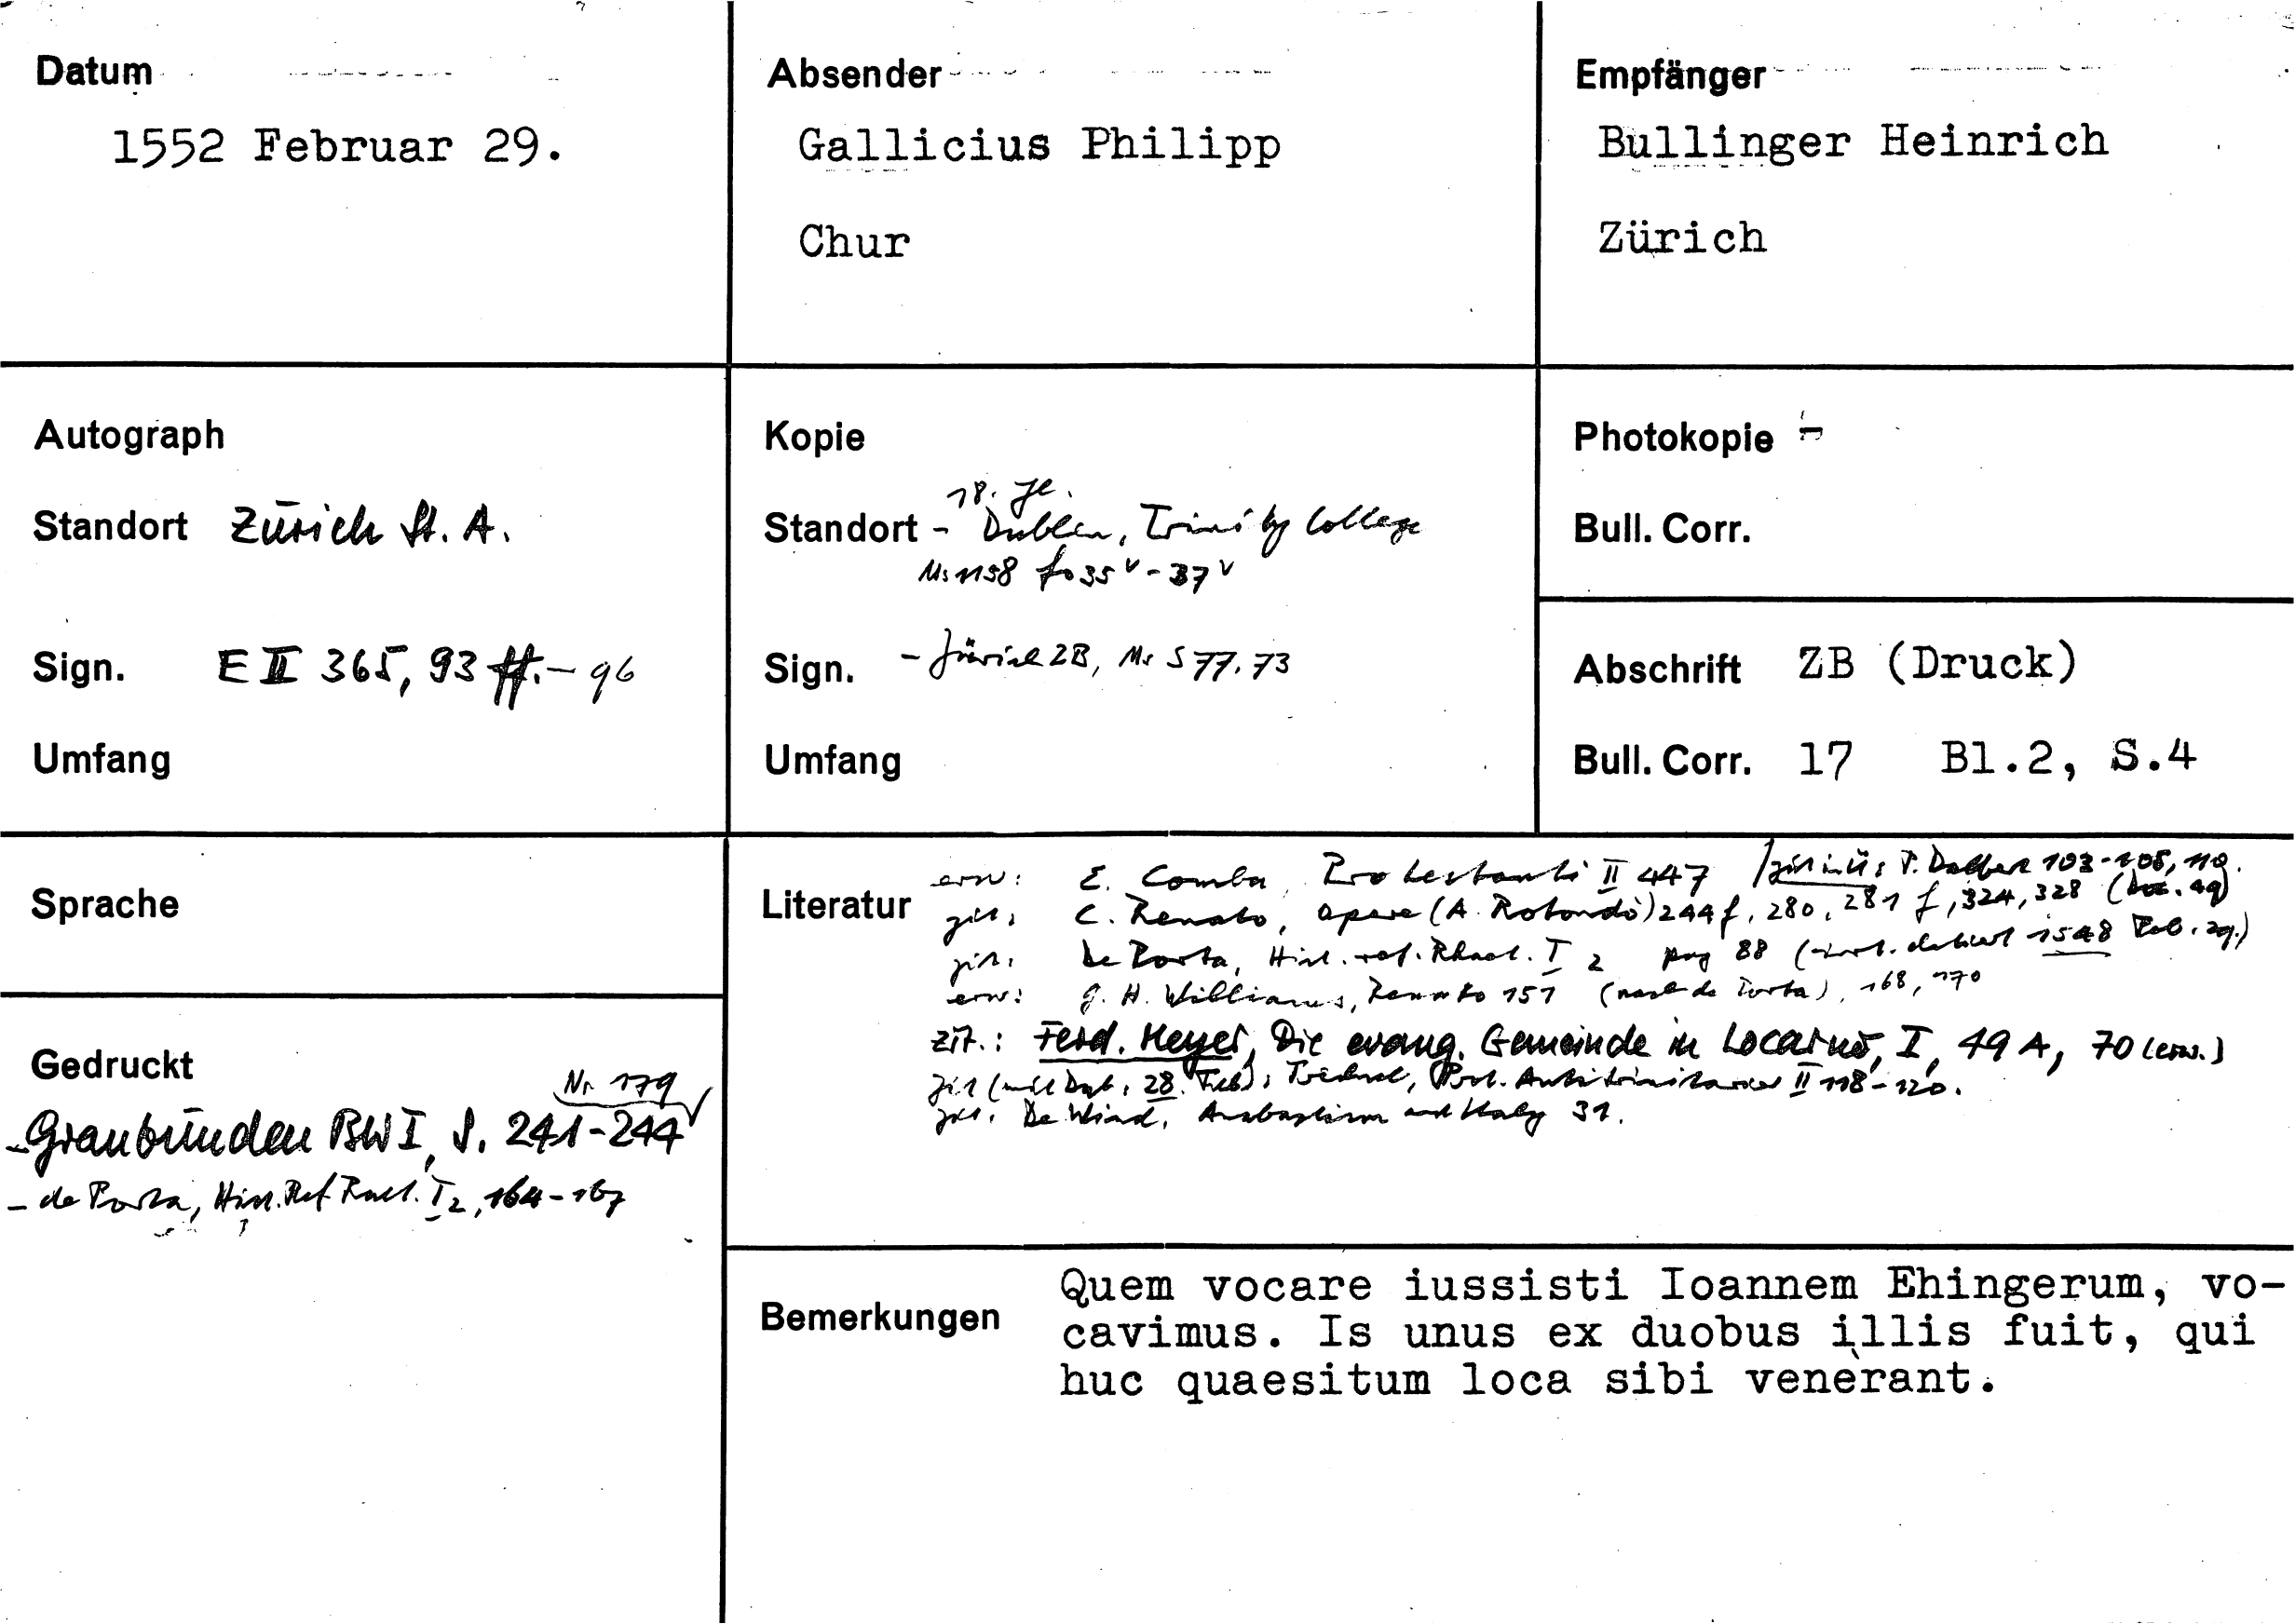 Datum
1552 Februar 29.
Absender
Gallicius Philipp
Chur
Empfänger
Bullinger Heinrich
Zürich
Autograph
Standort Zürich St. A.
Sign. E II 365, 93 ff. - 96
Umfang
Kopie
18. Jh.
Standort - Dublin, Trinity College
Ms 1158 fo 35v - 37v
Sign. - Zürich ZB, Ms S 77.73
Umfang
Photokopie -
Bull. Corr.
Abschrift ZB (Druck)
Bull. Corr. 17 Bl.2, S.4
Sprache
Gedruckt
Nr 179
- Graubünden BW I, S. 241-244
- de Porta, Hist. Ref Raet. I 2, 164-167
Literatur
erw: E. Comba, Protestanti II 447 / P. 103-105, 119.
zit: C. Renato, Opere (A. Rotondò) 244 f, 280, 281 f, 324, 328 (Doc. 49)
zit: de Porta, Hist. ref. Rhaet. I 2 pag 88 (irrt. datiert 1548 Feb. 29.)
erw: G. H. Williams, Renato 151 (nach de Porta), 168, 170
zit.: Ferd. Meyer, Die evang. Gemeinde in Locarno, I, 49 A, 70 (erw.)
zit (mit Dat. 28. Feb): Trechsel, Prot. Antitrinitarier II 118-120.
zit. De Wind, Anabaptism and Italy 31.
Bemerkungen
Quem vocare iussisti Ioannem Ehingerum, vo-
cavimus. Is unus ex duobus illis fuit, qui
huc quaesitum loca sibi venerant.